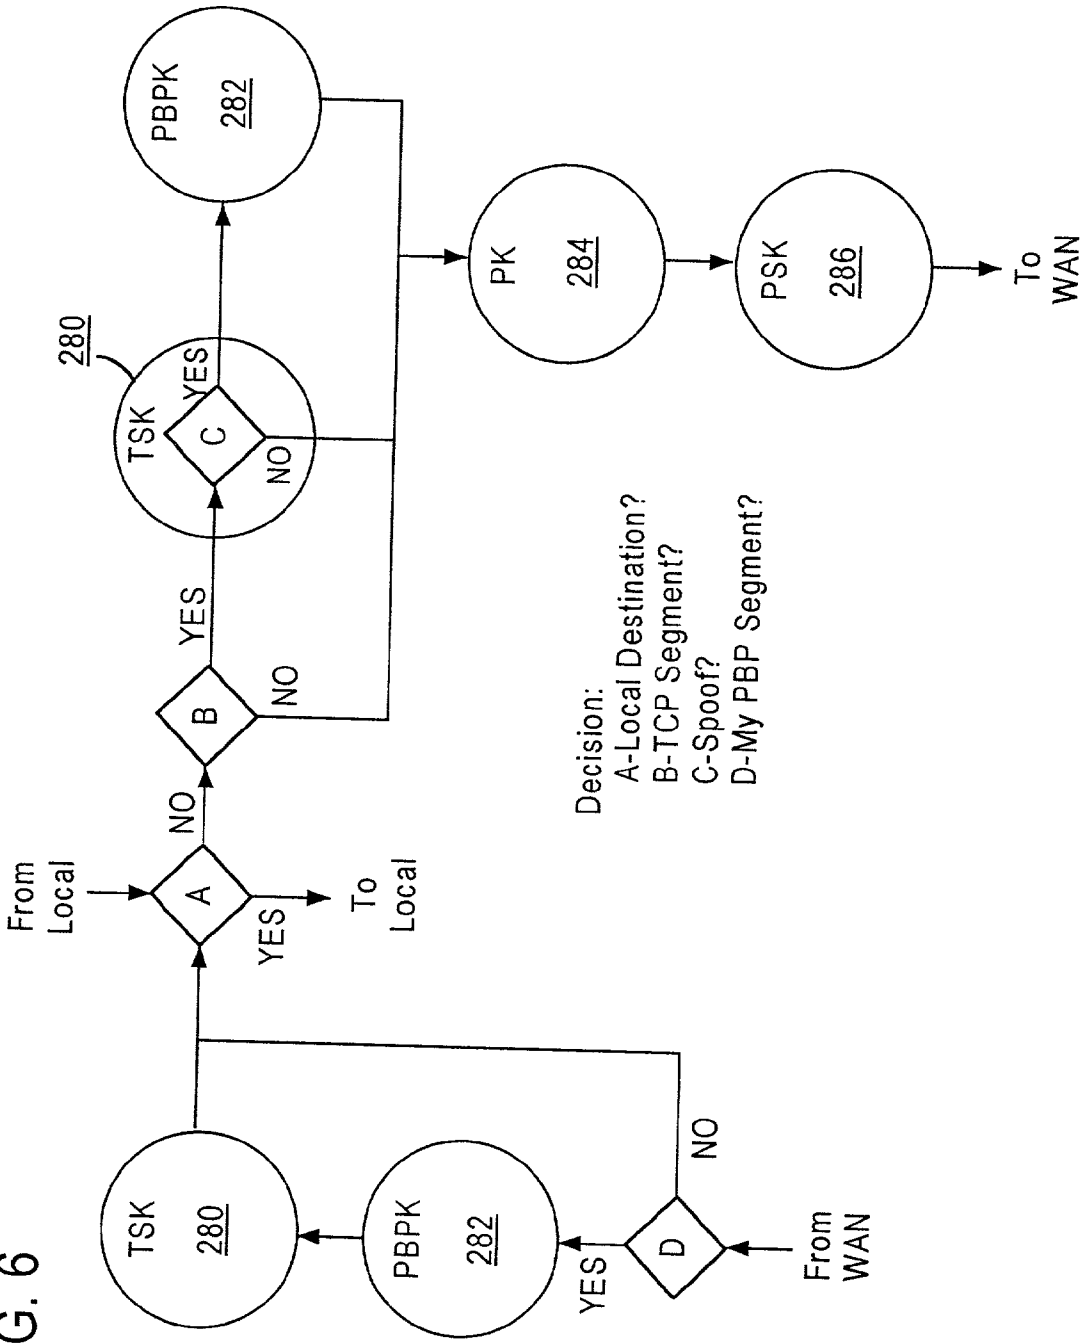 G. 6
TSK
280
PBPK
282
YES
D
NO
From
WAN
From
Local
A
NO
YES
To
Local
B
YES
NO
280
TSK
C
YES
NO
PBPK
282
PK
284
PSK
286
To
WAN
Decision:
A-Local Destination?
B-TCP Segment?
C-Spoof?
D-My PBP Segment?